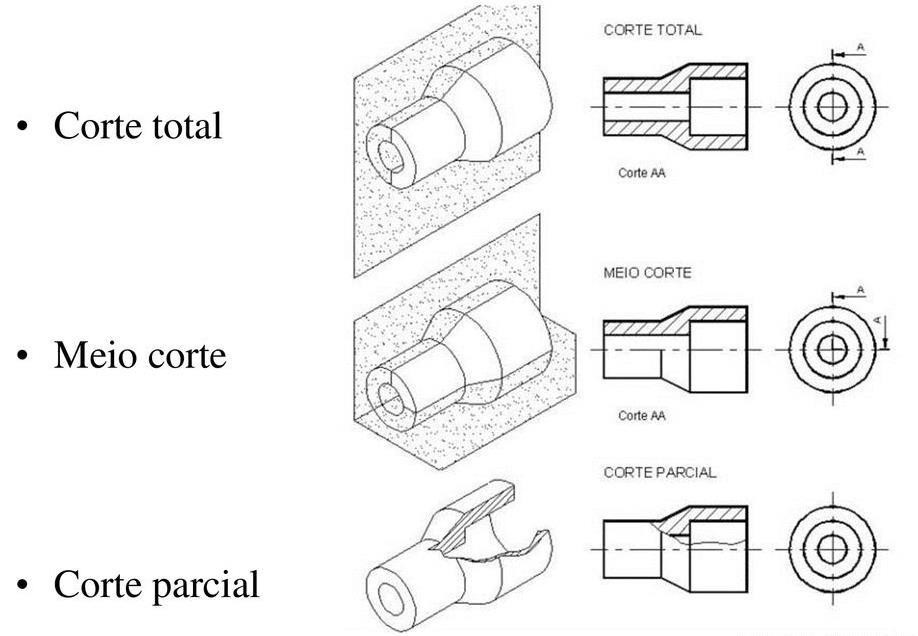 CORTE TOTAL
A
• Corte total
A
Corte AA
MEIO CORTE
A
A
• Meio corte
Corte AA
CORTE PARCIAL
• Corte parcial